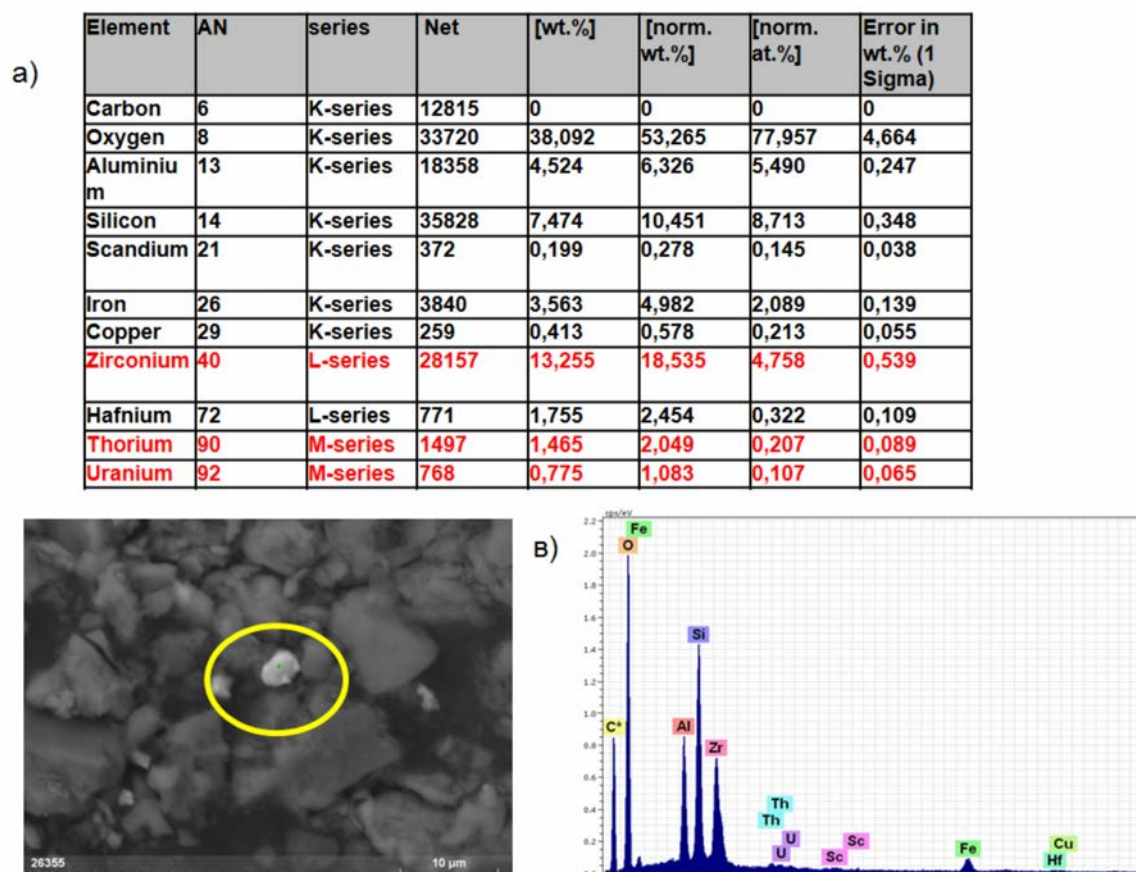 a)
Element AN series Net [wt.%] [norm. wt.%] [norm. at.%] Error in wt.% (1 Sigma)
Carbon 6 K-series 12815 0 0 0 0
Oxygen 8 K-series 33720 38,092 53,265 77,957 4,664
Aluminium 13 K-series 18358 4,524 6,326 5,490 0,247
Silicon 14 K-series 35828 7,474 10,451 8,713 0,348
Scandium 21 K-series 372 0,199 0,278 0,145 0,038
Iron 26 K-series 3840 3,563 4,982 2,089 0,139
Copper 29 K-series 259 0,413 0,578 0,213 0,055
Zirconium 40 L-series 28157 13,255 18,535 4,758 0,539
Hafnium 72 L-series 771 1,755 2,454 0,322 0,109
Thorium 90 M-series 1497 1,465 2,049 0,207 0,089
Uranium 92 M-series 768 0,775 1,083 0,107 0,065
26355 10 µm
в)
cps/eV
2.2
Fe
2.0
O
1.8
1.6
Si
1.4
1.2
1.0
C* Al
0.8
Zr
0.6
0.4
Th
Th
0.2
U
U
Sc
Sc
Fe
Cu
Hf
0.0